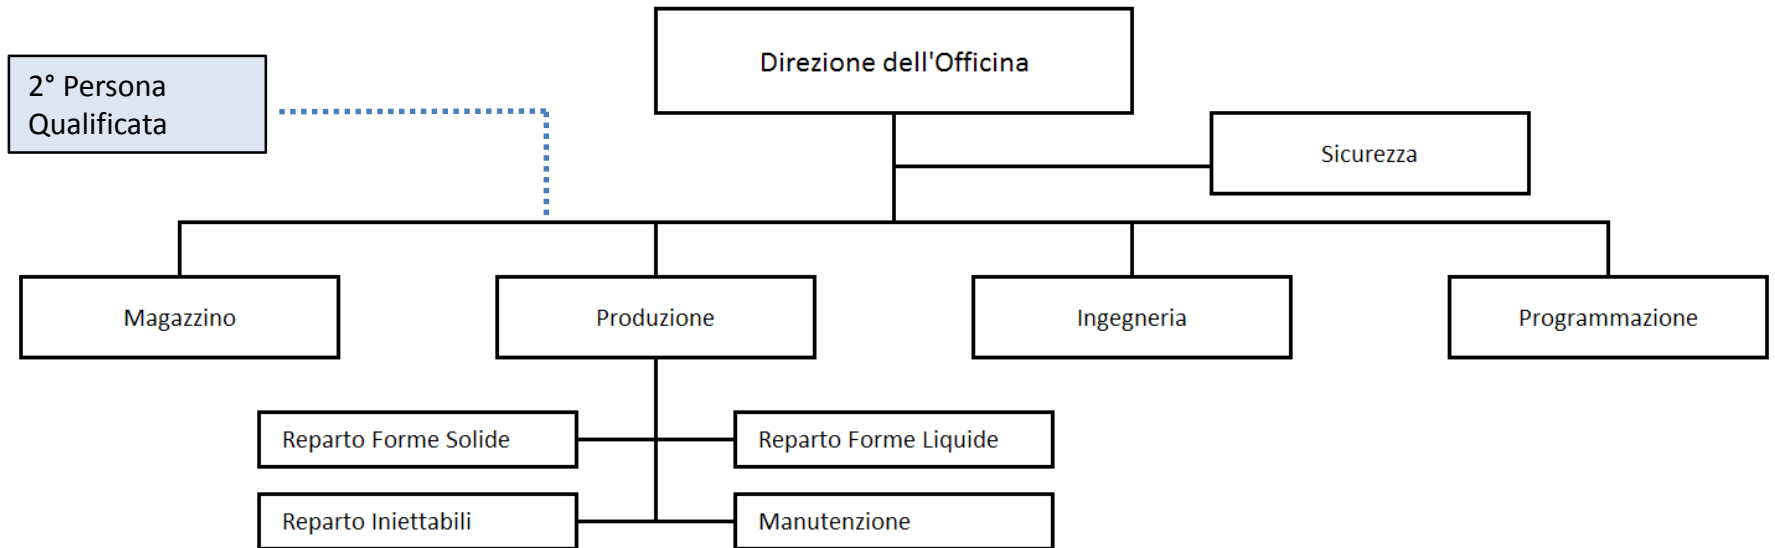 Direzione dell'Officina
2° Persona
Qualificata
Sicurezza
Magazzino
Produzione
Ingegneria
Programmazione
Reparto Forme Solide
Reparto Forme Liquide
Reparto Iniettabili
Manutenzione